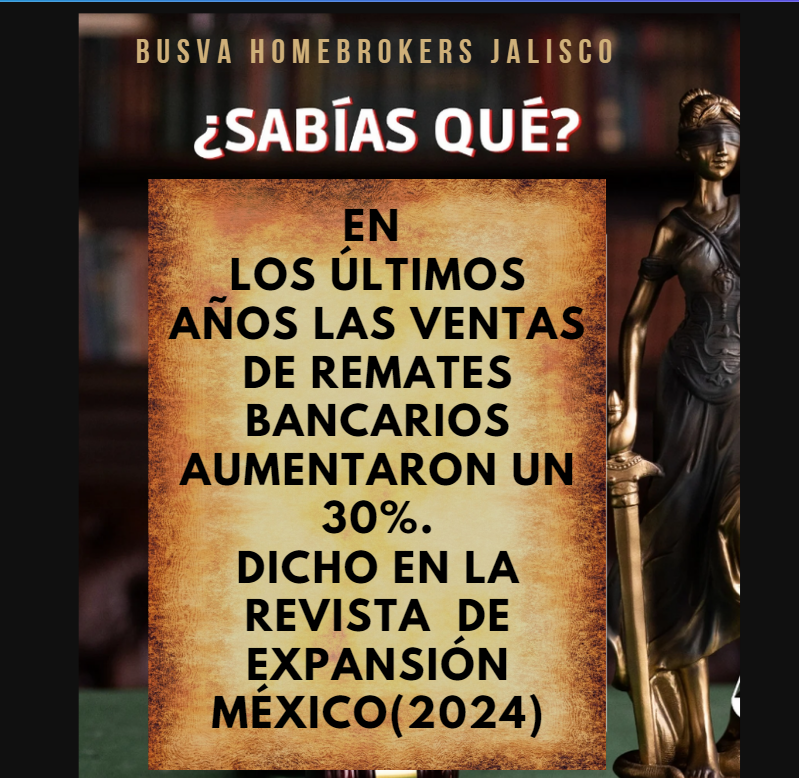 BUSVA HOMEBROKERS JALISCO
¿SABÍAS QUÉ?
EN
LOS ÚLTIMOS
AÑOS LAS VENTAS
DE REMATES
BANCARIOS
AUMENTARON UN
30%.
DICHO EN LA
REVISTA DE
EXPANSIÓN
MÉXICO(2024)